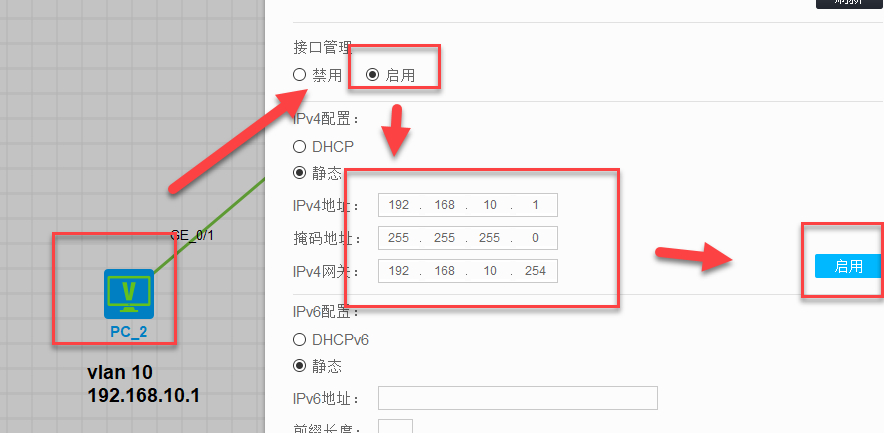 刷新
接口管理
禁用 启用
IPv4配置：
DHCP
静态
IPv4地址： 192 . 168 . 10 . 1
掩码地址： 255 . 255 . 255 . 0
IPv4网关： 192 . 168 . 10 . 254
启用
IPv6配置：
DHCPv6
静态
IPv6地址：
前缀长度：
GE_0/1
V
PC_2
vlan 10
192.168.10.1